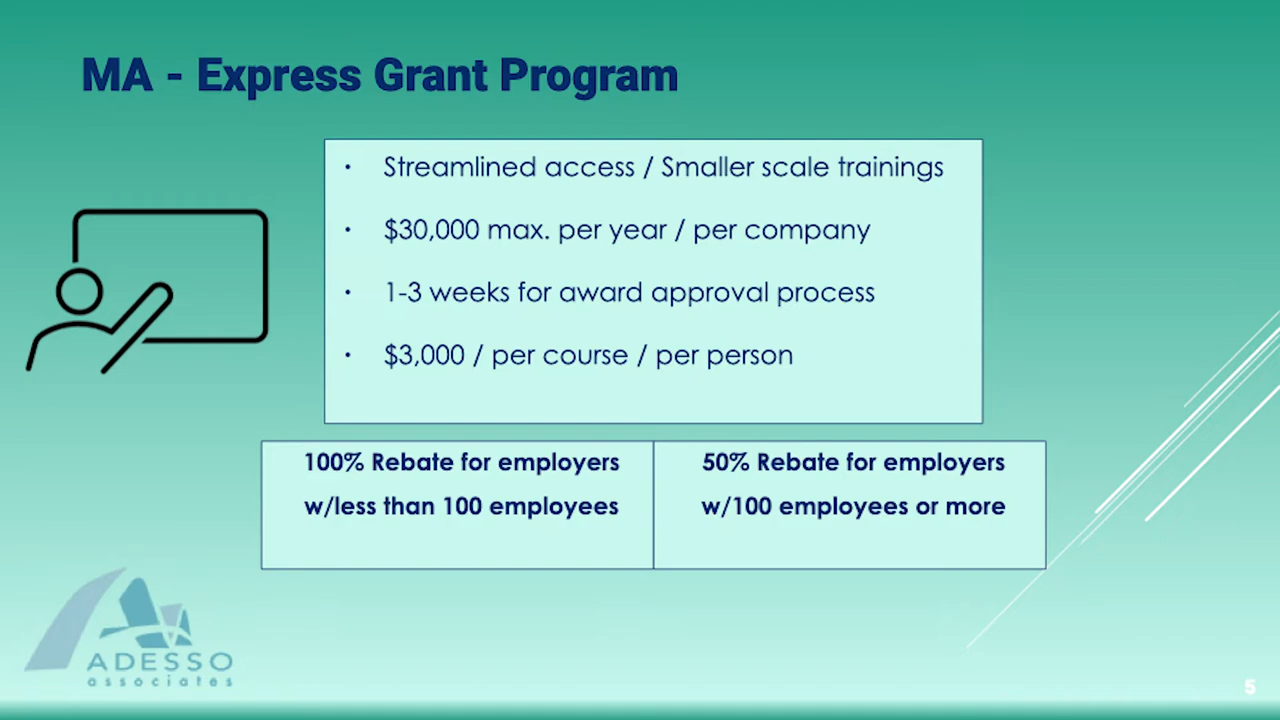 MA - Express Grant Program
• Streamlined access / Smaller scale trainings
• $30,000 max. per year / per company
• 1-3 weeks for award approval process
• $3,000 / per course / per person
100% Rebate for employers
w/less than 100 employees
50% Rebate for employers
w/100 employees or more
ADESSO
associates
5